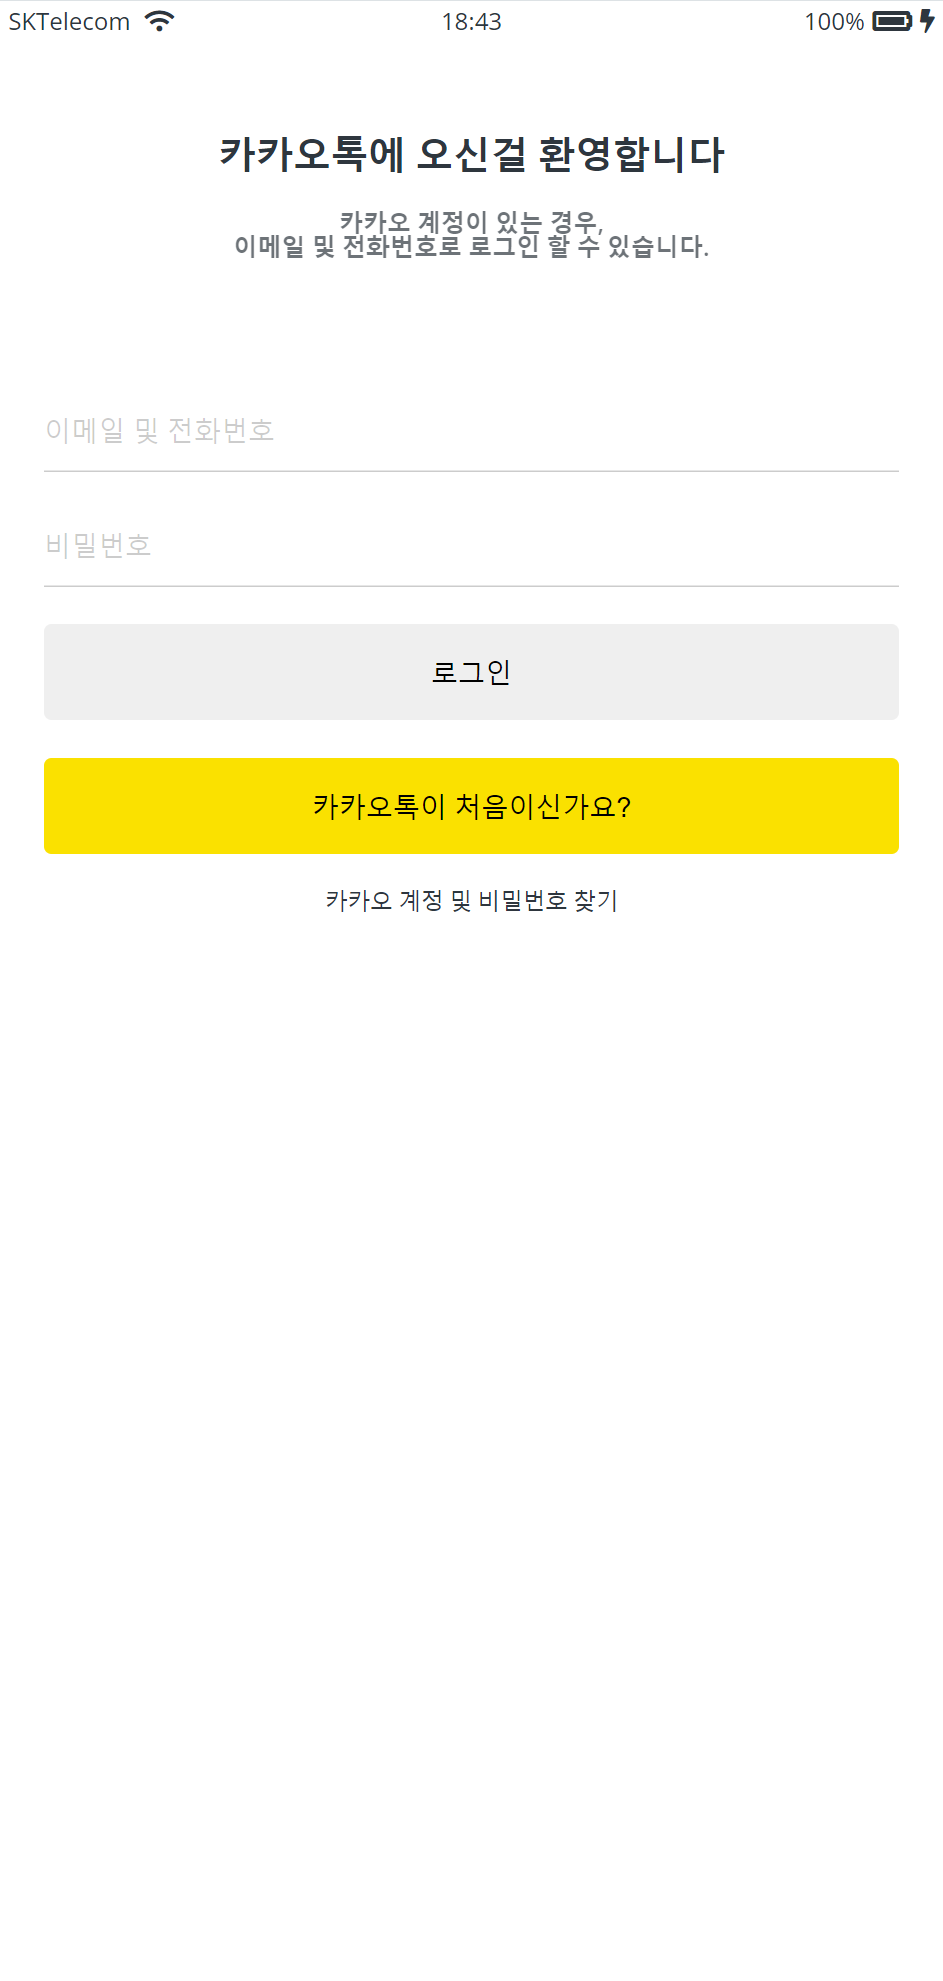 SKTelecom 18:43 100%
카카오톡에 오신걸 환영합니다
카카오 계정이 있는 경우,
이메일 및 전화번호로 로그인 할 수 있습니다.
이메일 및 전화번호
비밀번호
로그인
카카오톡이 처음이신가요?
카카오 계정 및 비밀번호 찾기